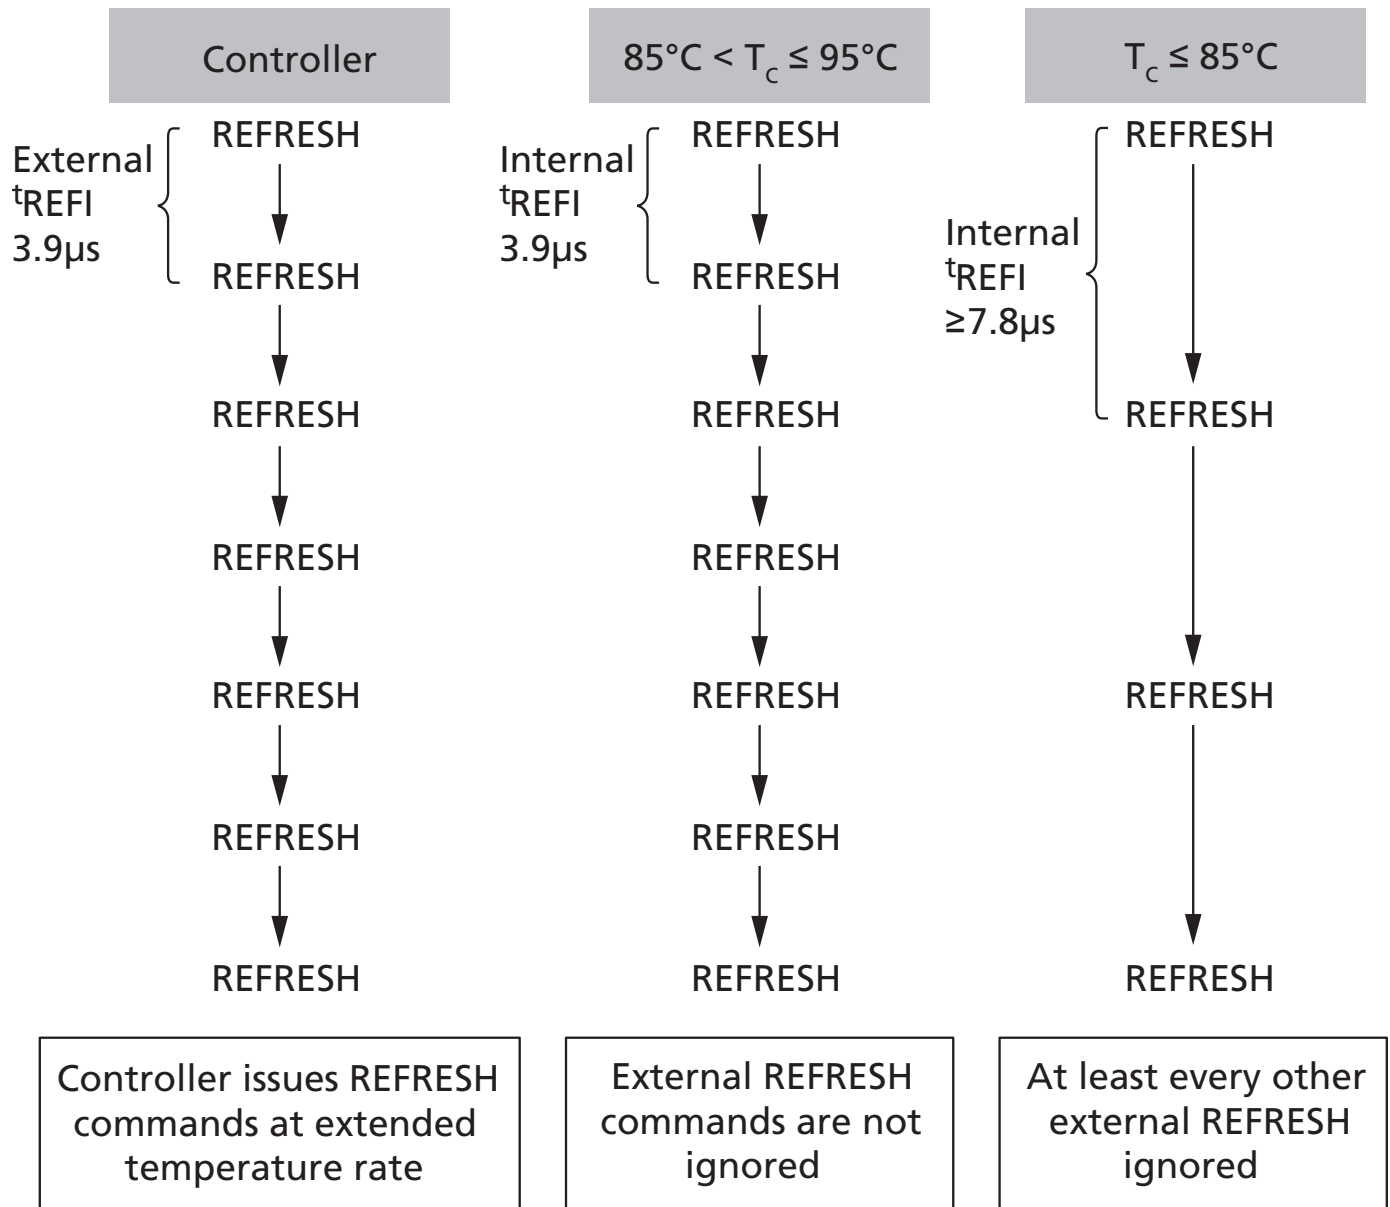 Controller
85°C < Tc ≤ 95°C
Tc ≤ 85°C
External
tREFI
3.9µs
REFRESH
REFRESH
REFRESH
REFRESH
REFRESH
REFRESH
REFRESH
Controller issues REFRESH
commands at extended
temperature rate
Internal
tREFI
3.9µs
REFRESH
REFRESH
REFRESH
REFRESH
REFRESH
REFRESH
REFRESH
External REFRESH
commands are not
ignored
Internal
tREFI
≥7.8µs
REFRESH
REFRESH
REFRESH
REFRESH
At least every other
external REFRESH
ignored